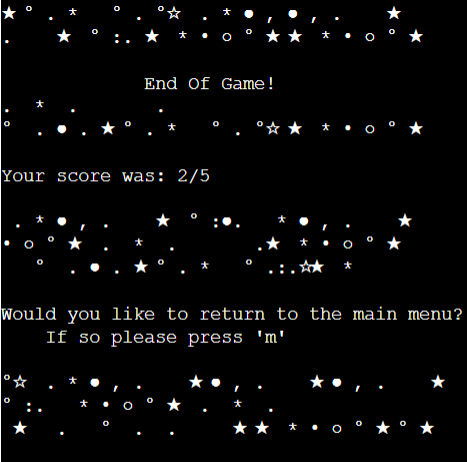 End Of Game!
Your score was: 2/5
Would you like to return to the main menu?
If so please press 'm'